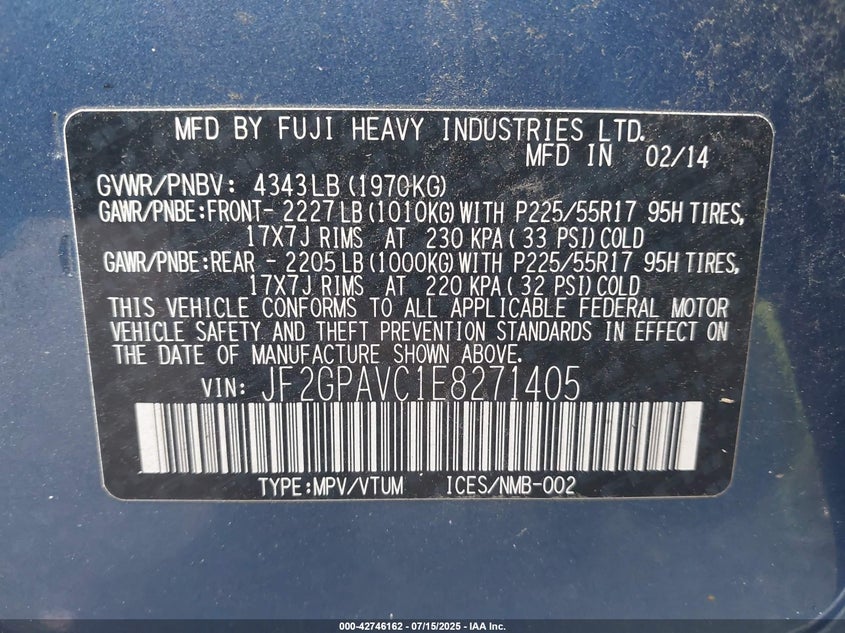 MFD BY FUJI HEAVY INDUSTRIES LTD.
MFD IN 02/14
GVWR/PNBV: 4343LB (1970KG)
GAWR/PNBE:FRONT- 2227LB (1010KG) WITH P225/55R17 95H TIRES,
17X7J RIMS AT 230 KPA (33 PSI) COLD
GAWR/PNBE:REAR - 2205LB (1000KG) WITH P225/55R17 95H TIRES,
17X7J RIMS AT 220 KPA (32 PSI) COLD
THIS VEHICLE CONFORMS TO ALL APPLICABLE FEDERAL MOTOR
VEHICLE SAFETY AND THEFT PREVENTION STANDARDS IN EFFECT ON
THE DATE OF MANUFACTURE SHOWN ABOVE.
VIN: JF2GPAVC1E8271405
TYPE:MPV/VTUM ICES/NMB-002
000-42746162 - 07/15/2025 - IAA Inc.